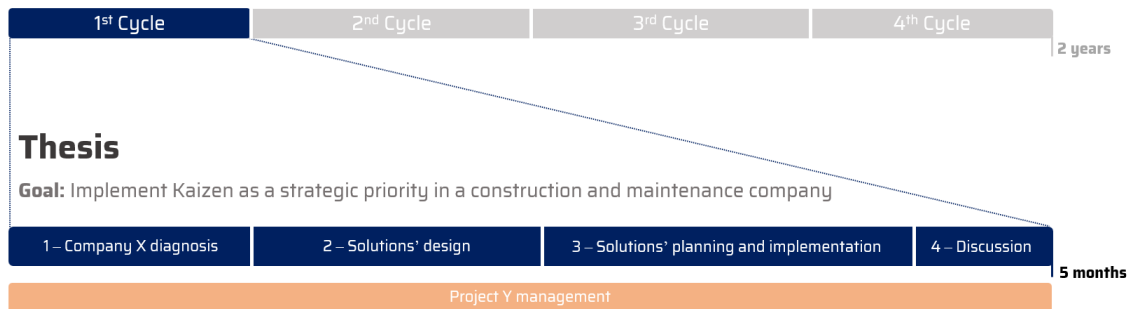 1st Cycle
2nd Cycle
3rd Cycle
4th Cycle
2 years
Thesis
Goal: Implement Kaizen as a strategic priority in a construction and maintenance company
1 – Company X diagnosis
2 – Solutions’ design
3 – Solutions’ planning and implementation
4 – Discussion
5 months
Project Y management